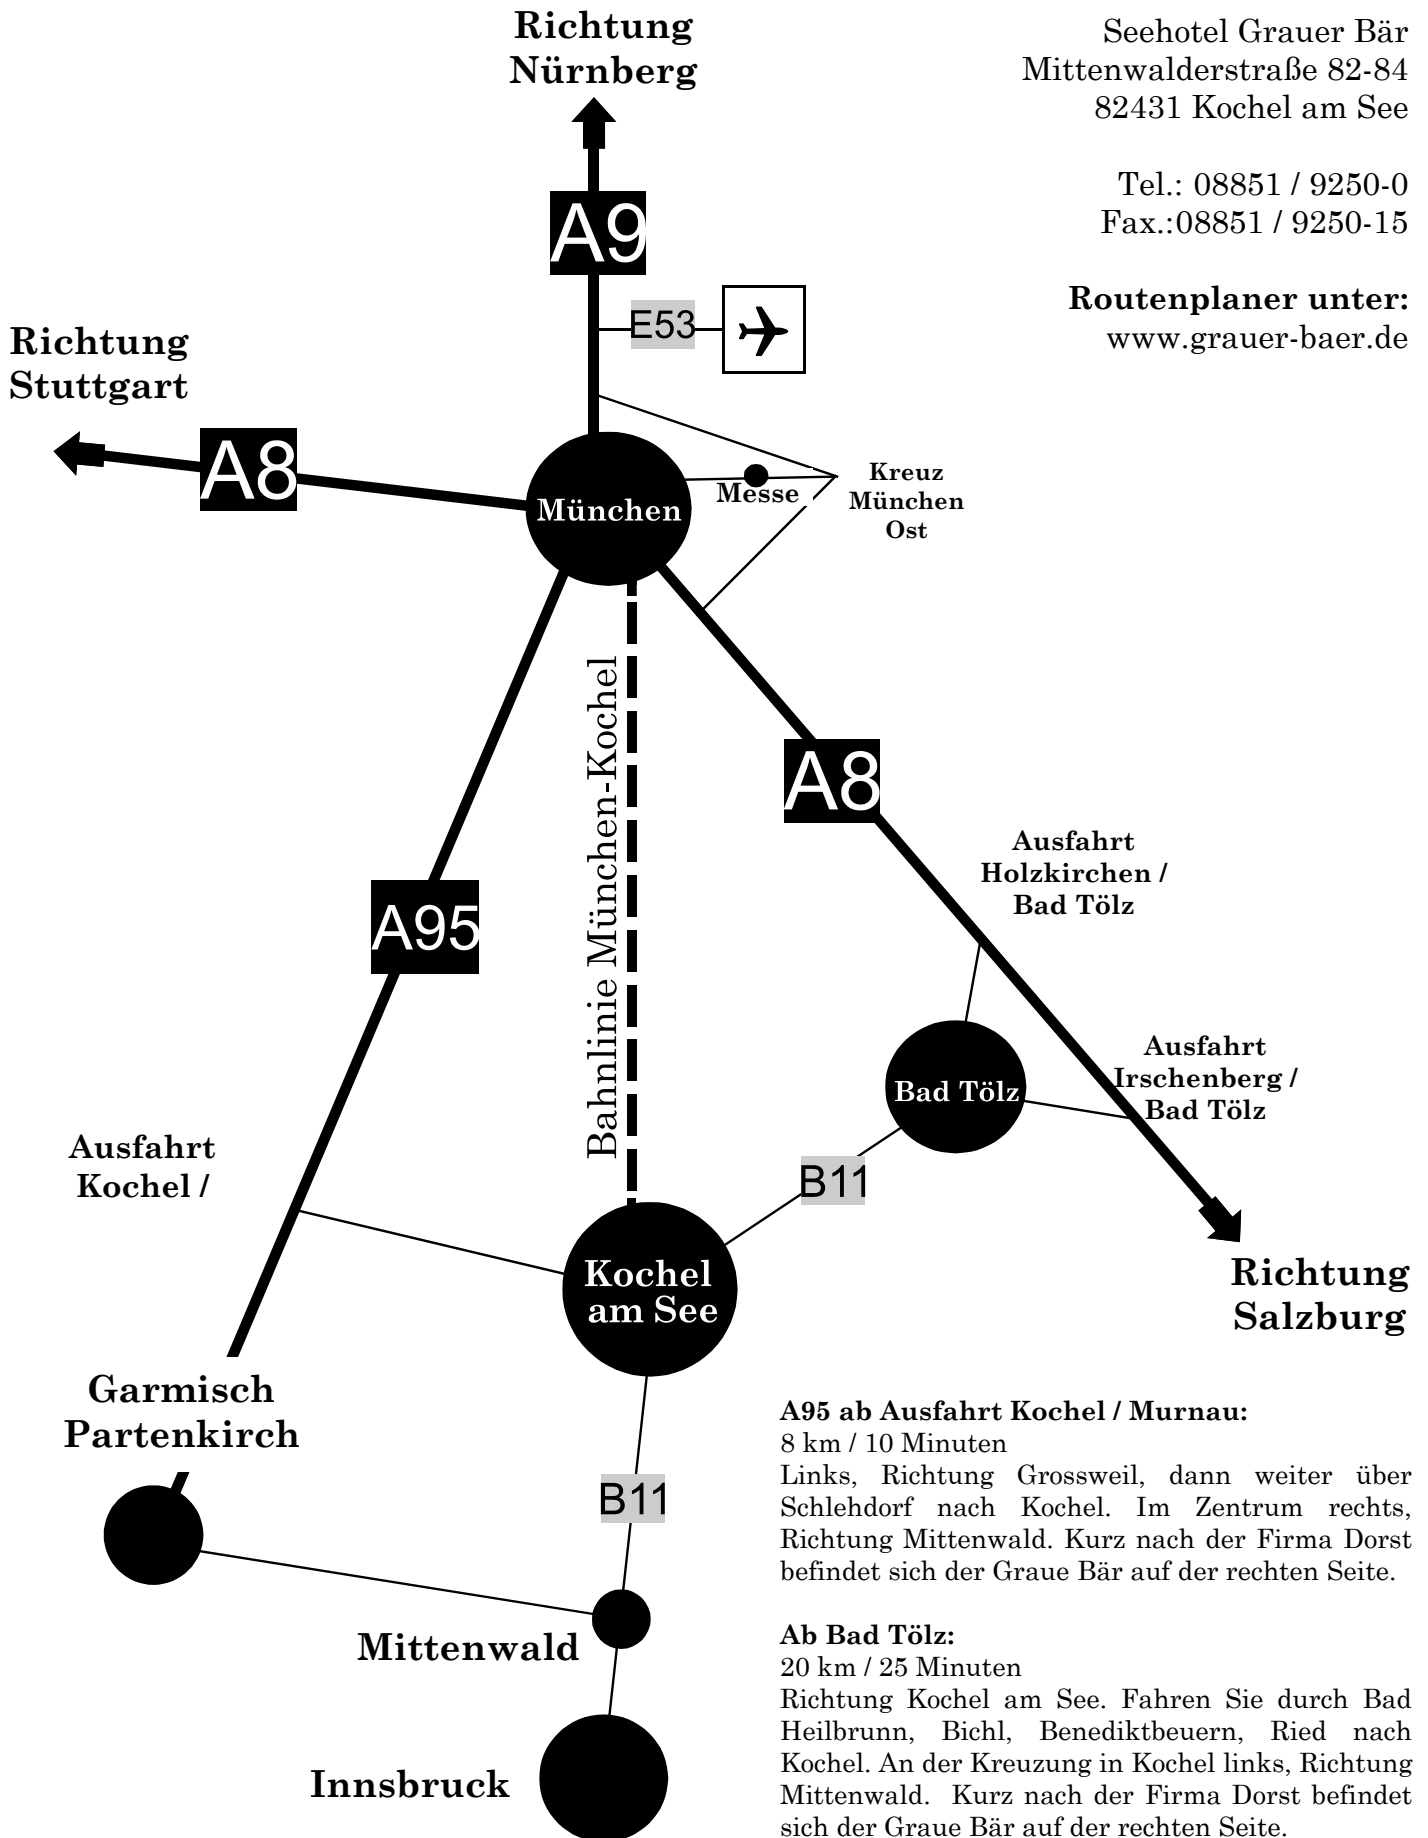 Richtung
Nürnberg
Seehotel Grauer Bär
Mittenwalderstraße 82-84
82431 Kochel am See
Tel.: 08851 / 9250-0
Fax.:08851 / 9250-15
Routenplaner unter:
www.grauer-baer.de
A9
E53
Richtung
Stuttgart
A8
München
Messe
Kreuz
München
Ost
Bahnlinie München-Kochel
A8
Ausfahrt
Holzkirchen /
Bad Tölz
A95
Ausfahrt
Irschenberg /
Bad Tölz
Bad Tölz
Ausfahrt
Kochel /
B11
Kochel
am See
Richtung
Salzburg
Garmisch
Partenkirch
B11
Mittenwald
Innsbruck
A95 ab Ausfahrt Kochel / Murnau:
8 km / 10 Minuten
Links, Richtung Grossweil, dann weiter über
Schlehdorf nach Kochel. Im Zentrum rechts,
Richtung Mittenwald. Kurz nach der Firma Dorst
befindet sich der Graue Bär auf der rechten Seite.
Ab Bad Tölz:
20 km / 25 Minuten
Richtung Kochel am See. Fahren Sie durch Bad
Heilbrunn, Bichl, Benediktbeuern, Ried nach
Kochel. An der Kreuzung in Kochel links, Richtung
Mittenwald. Kurz nach der Firma Dorst befindet
sich der Graue Bär auf der rechten Seite.